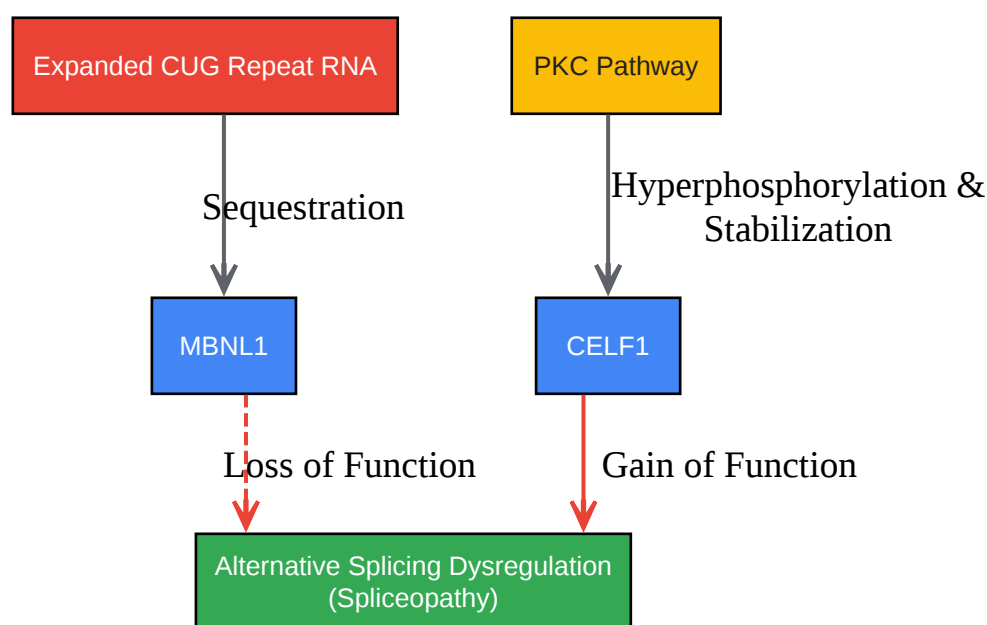 Expanded CUG Repeat RNA
PKC Pathway
Sequestration
Hyperphosphorylation &
Stabilization
MBNL1
CELF1
Loss of Function
Gain of Function
Alternative Splicing Dysregulation
(Spliceopathy)